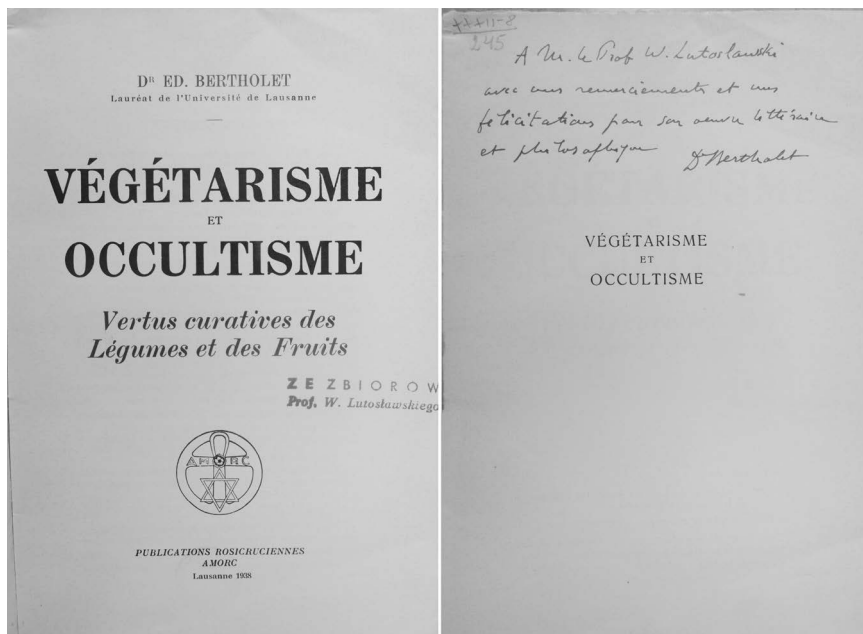 Dʳ ED. BERTHOLET
Lauréat de l'Université de Lausanne
VÉGÉTARISME
ET
OCCULTISME
Vertus curatives des
Légumes et des Fruits
ZE ZBIOROW
Prof. W. Lutosławskiego
AMORC
PUBLICATIONS ROSICRUCIENNES
AMORC
Lausanne 1938
245
A M. le Prof W. Lutoslawski
avec mes remerciements et mes
félicitations pour son oeuvre littéraire
et philosophique Dʳ Bertholet
VÉGÉTARISME
ET
OCCULTISME